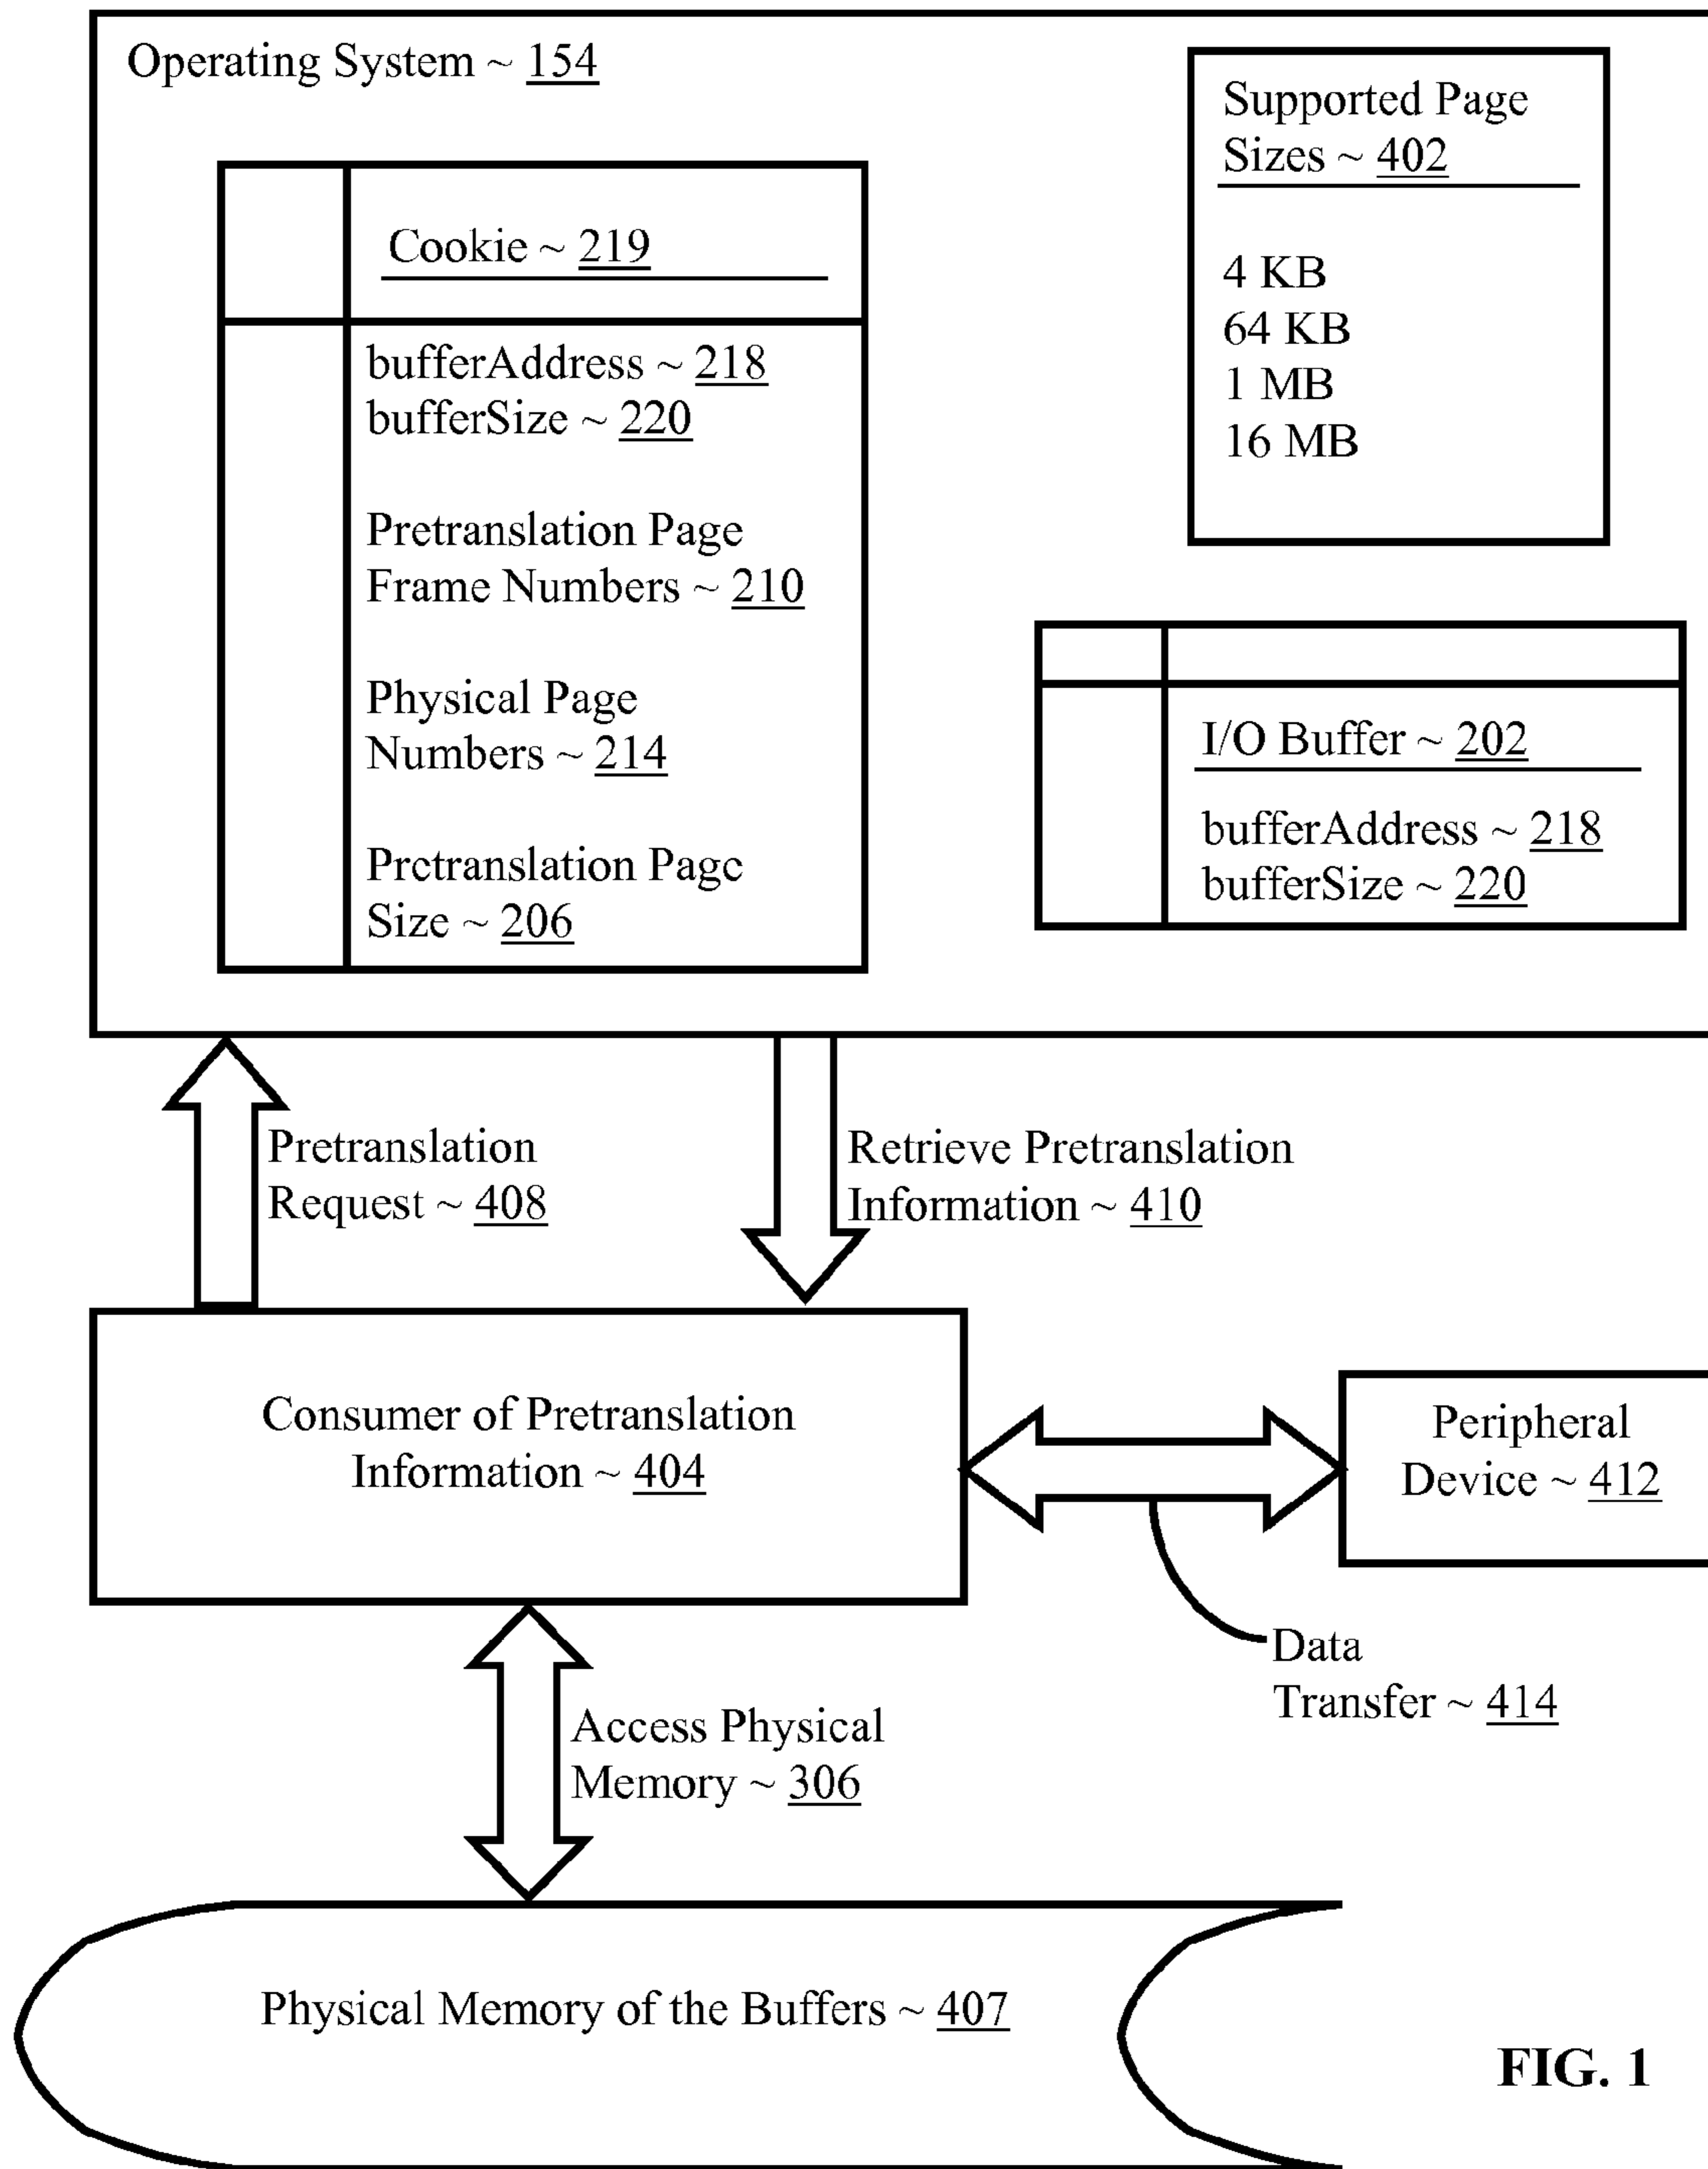 Operating System ~ 154
Supported Page
Sizes ~ 402
4 KB
64 KB
1 MB
16 MB
Cookie ~ 219
bufferAddress ~ 218
bufferSize ~ 220
Pretranslation Page
Frame Numbers ~ 210
Physical Page
Numbers ~ 214
Pretranslation Page
Size ~ 206
I/O Buffer ~ 202
bufferAddress ~ 218
bufferSize ~ 220
Pretranslation
Request ~ 408
Retrieve Pretranslation
Information ~ 410
Consumer of Pretranslation
Information ~ 404
Peripheral
Device ~ 412
Data
Transfer ~ 414
Access Physical
Memory ~ 306
Physical Memory of the Buffers ~ 407
FIG. 1